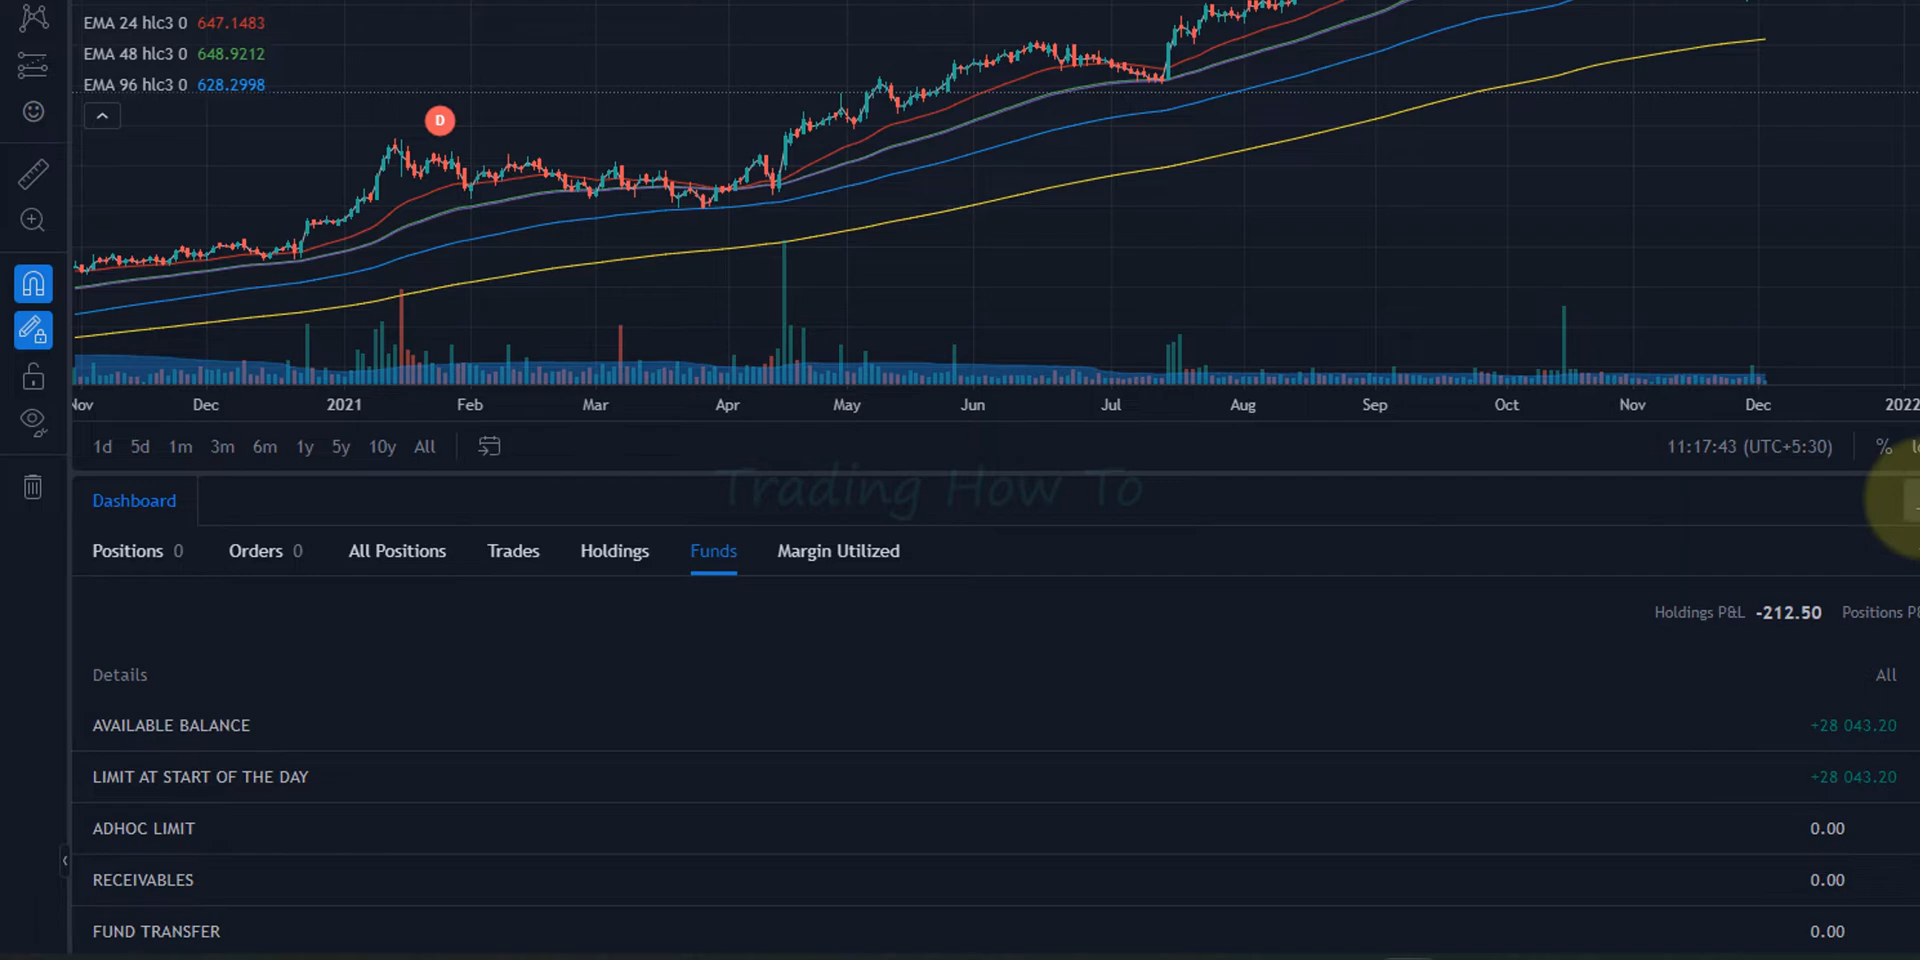 EMA 24 hlc3 0 647.1483
EMA 48 hlc3 0 648.9212
EMA 96 hlc3 0 628.2998
D
Nov Dec 2021 Feb Mar Apr May Jun Jul Aug Sep Oct Nov Dec 2022
1d 5d 1m 3m 6m 1y 5y 10y All 11:17:43 (UTC+5:30) %
Trading How To
Dashboard
Positions 0 Orders 0 All Positions Trades Holdings Funds Margin Utilized
Holdings P&L -212.50 Positions
Details All
AVAILABLE BALANCE +28 043.20
LIMIT AT START OF THE DAY +28 043.20
ADHOC LIMIT 0.00
RECEIVABLES 0.00
FUND TRANSFER 0.00